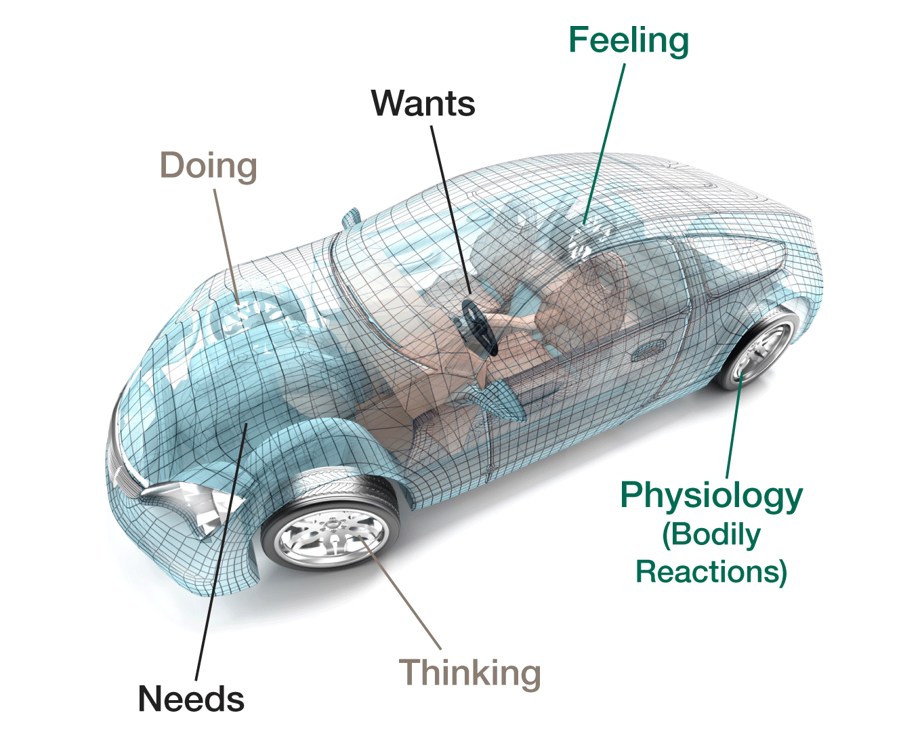 Feeling
Wants
Doing
Physiology
(Bodily
Reactions)
Thinking
Needs